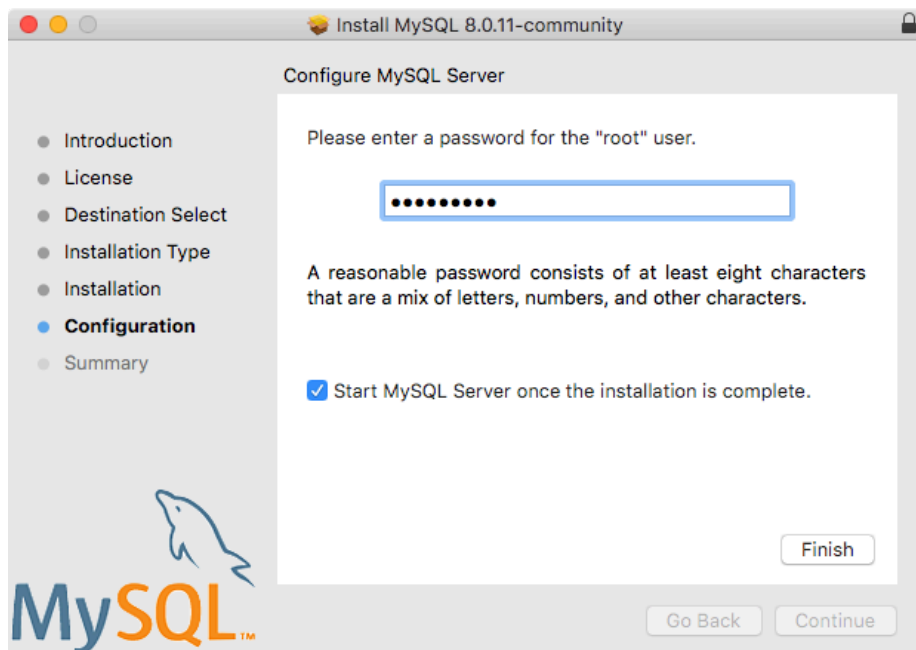 Install MySQL 8.0.11-community
Configure MySQL Server
Introduction
License
Destination Select
Installation Type
Installation
Configuration
Summary
Please enter a password for the "root" user.
•••••••••
A reasonable password consists of at least eight characters
that are a mix of letters, numbers, and other characters.
Start MySQL Server once the installation is complete.
Finish
MySQL™
Go Back
Continue